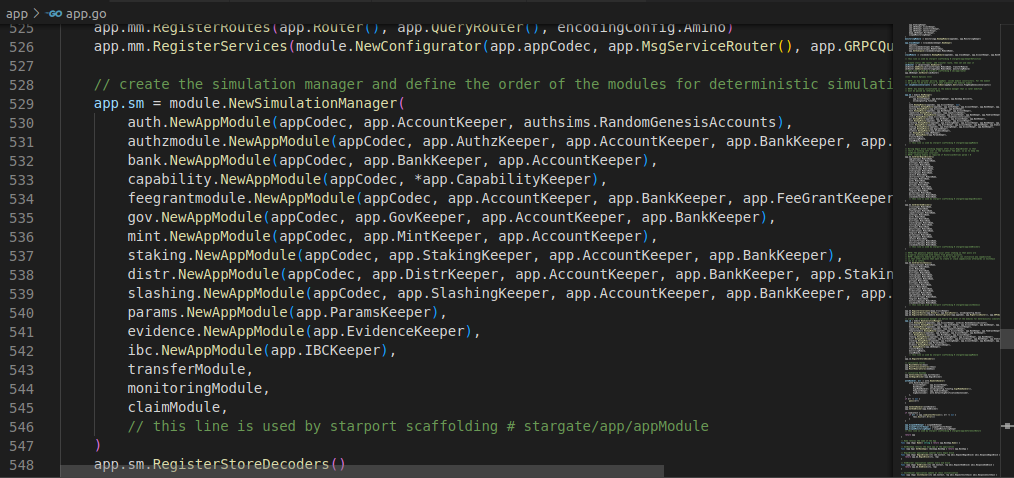 app > GO app.go
525 app.mm.RegisterRoutes(app.Router(), app.QueryRouter(), encodingConfig.Amino)
526 app.mm.RegisterServices(module.NewConfigurator(app.appCodec, app.MsgServiceRouter(), app.GRPCQu
527
528 // create the simulation manager and define the order of the modules for deterministic simulati
529 app.sm = module.NewSimulationManager(
530 auth.NewAppModule(appCodec, app.AccountKeeper, authsims.RandomGenesisAccounts),
531 authzmodule.NewAppModule(appCodec, app.AuthzKeeper, app.AccountKeeper, app.BankKeeper, app.
532 bank.NewAppModule(appCodec, app.BankKeeper, app.AccountKeeper),
533 capability.NewAppModule(appCodec, *app.CapabilityKeeper),
534 feegrantmodule.NewAppModule(appCodec, app.AccountKeeper, app.BankKeeper, app.FeeGrantKeeper
535 gov.NewAppModule(appCodec, app.GovKeeper, app.AccountKeeper, app.BankKeeper),
536 mint.NewAppModule(appCodec, app.MintKeeper, app.AccountKeeper),
537 staking.NewAppModule(appCodec, app.StakingKeeper, app.AccountKeeper, app.BankKeeper),
538 distr.NewAppModule(appCodec, app.DistrKeeper, app.AccountKeeper, app.BankKeeper, app.Stakin
539 slashing.NewAppModule(appCodec, app.SlashingKeeper, app.AccountKeeper, app.BankKeeper, app.
540 params.NewAppModule(app.ParamsKeeper),
541 evidence.NewAppModule(app.EvidenceKeeper),
542 ibc.NewAppModule(app.IBCKeeper),
543 transferModule,
544 monitoringModule,
545 claimModule,
546 // this line is used by starport scaffolding # stargate/app/appModule
547 )
548 app.sm.RegisterStoreDecoders()